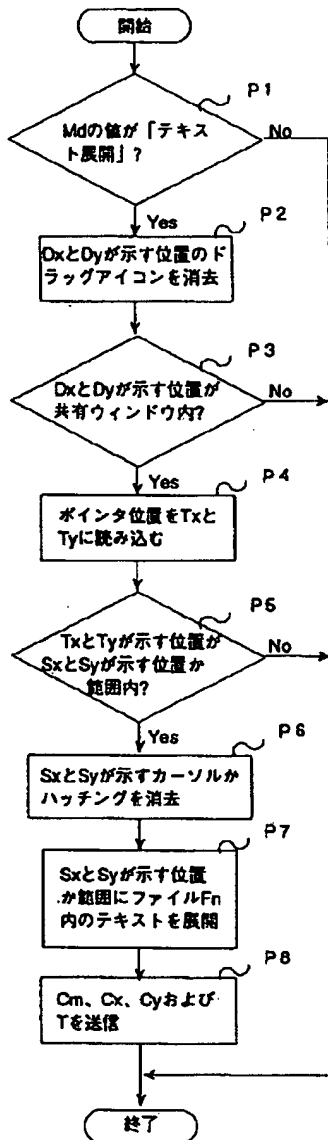 開始
P1
Mdの値が「テキス
ト展開」?
No
Yes
P2
DxとDyが示す位置のド
ラッグアイコンを消去
P3
DxとDyが示す位置が
共有ウィンドウ内?
No
Yes
P4
ポインタ位置をTxと
Tyに読み込む
P5
TxとTyが示す位置が
SxとSyが示す位置か
範囲内?
No
Yes
P6
SxとSyが示すカーソルか
ハッチングを消去
P7
SxとSyが示す位置
か範囲にファイルFn
内のテキストを展開
P8
Cm、Cx、Cyおよび
Tを送信
終了